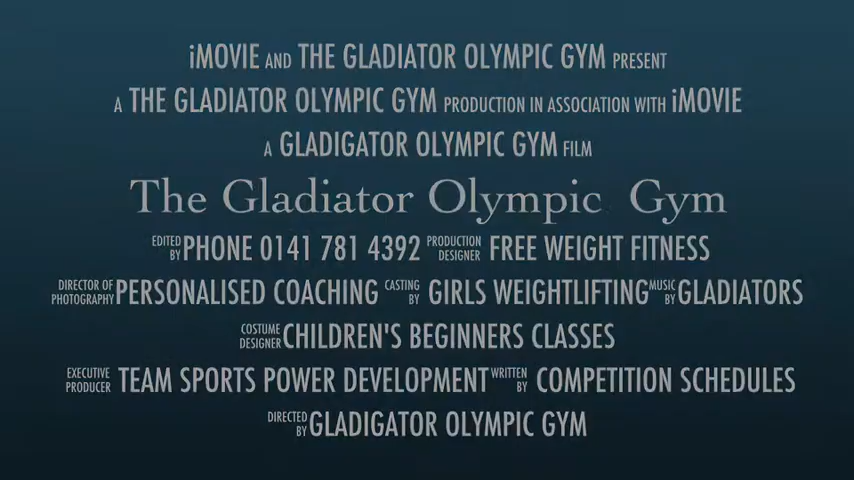 iMOVIE AND THE GLADIATOR OLYMPIC GYM PRESENT
A THE GLADIATOR OLYMPIC GYM PRODUCTION IN ASSOCIATION WITH iMOVIE
A GLADIGATOR OLYMPIC GYM FILM
The Gladiator Olympic Gym
EDITED BY PHONE 0141 781 4392 PRODUCTION DESIGNER FREE WEIGHT FITNESS
DIRECTOR OF PHOTOGRAPHY PERSONALISED COACHING CASTING BY GIRLS WEIGHTLIFTING MUSIC BY GLADIATORS
COSTUME DESIGNER CHILDREN'S BEGINNERS CLASSES
EXECUTIVE PRODUCER TEAM SPORTS POWER DEVELOPMENT WRITTEN BY COMPETITION SCHEDULES
DIRECTED BY GLADIGATOR OLYMPIC GYM